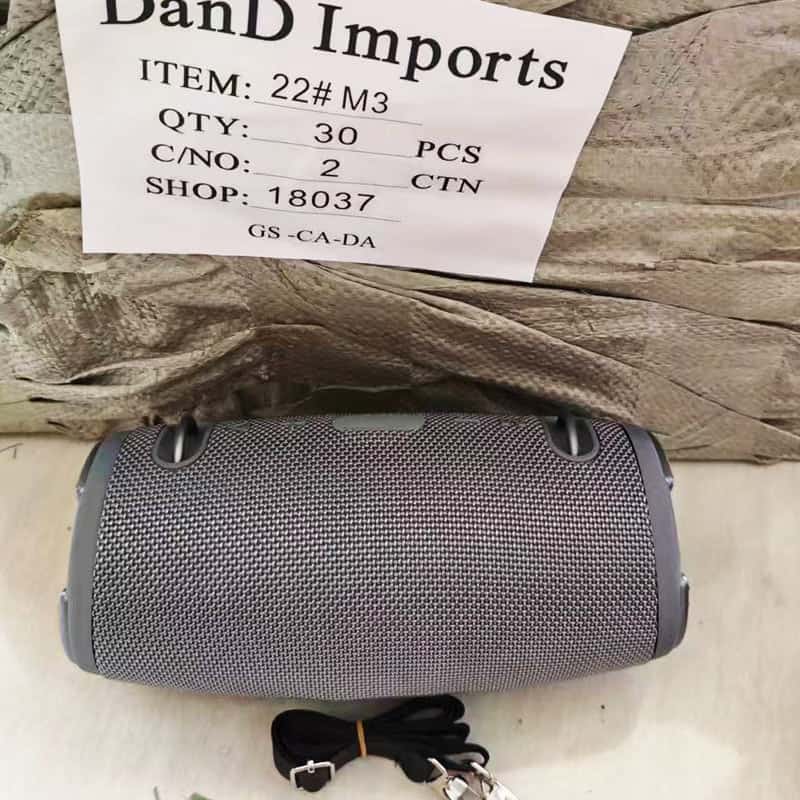 DanD Imports
ITEM: 22# M3
QTY: 30 PCS
C/NO: 2 CTN
SHOP: 18037
GS -CA-DA